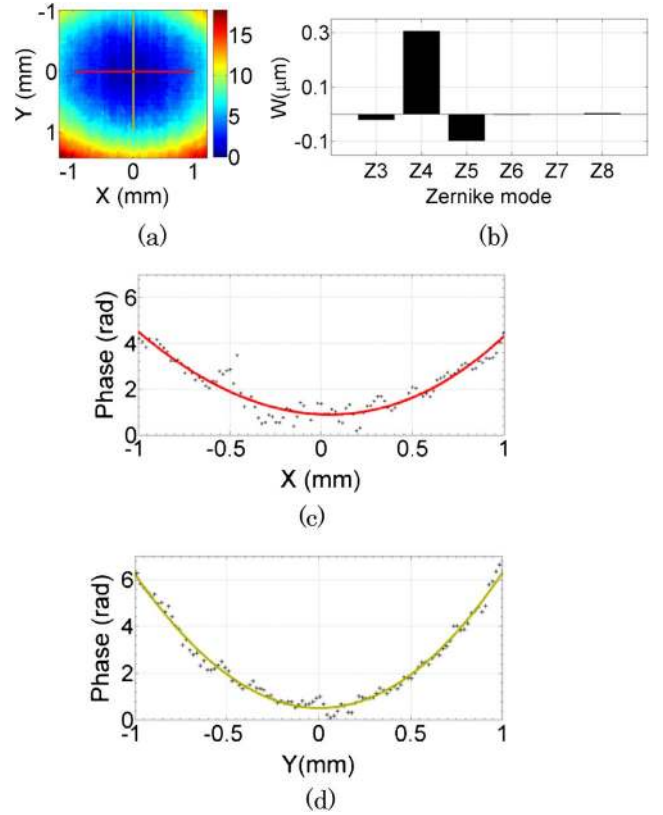 -1
0
1
Y (mm)
-1 0 1
X (mm)
15
10
5
0
(a)
0.3
0.1
-0.1
W(μm)
Z3 Z4 Z5 Z6 Z7 Z8
Zernike mode
(b)
6
4
2
0
Phase (rad)
-1 -0.5 0 0.5 1
X (mm)
(c)
6
4
2
0
Phase (rad)
-1 -0.5 0 0.5 1
Y(mm)
(d)